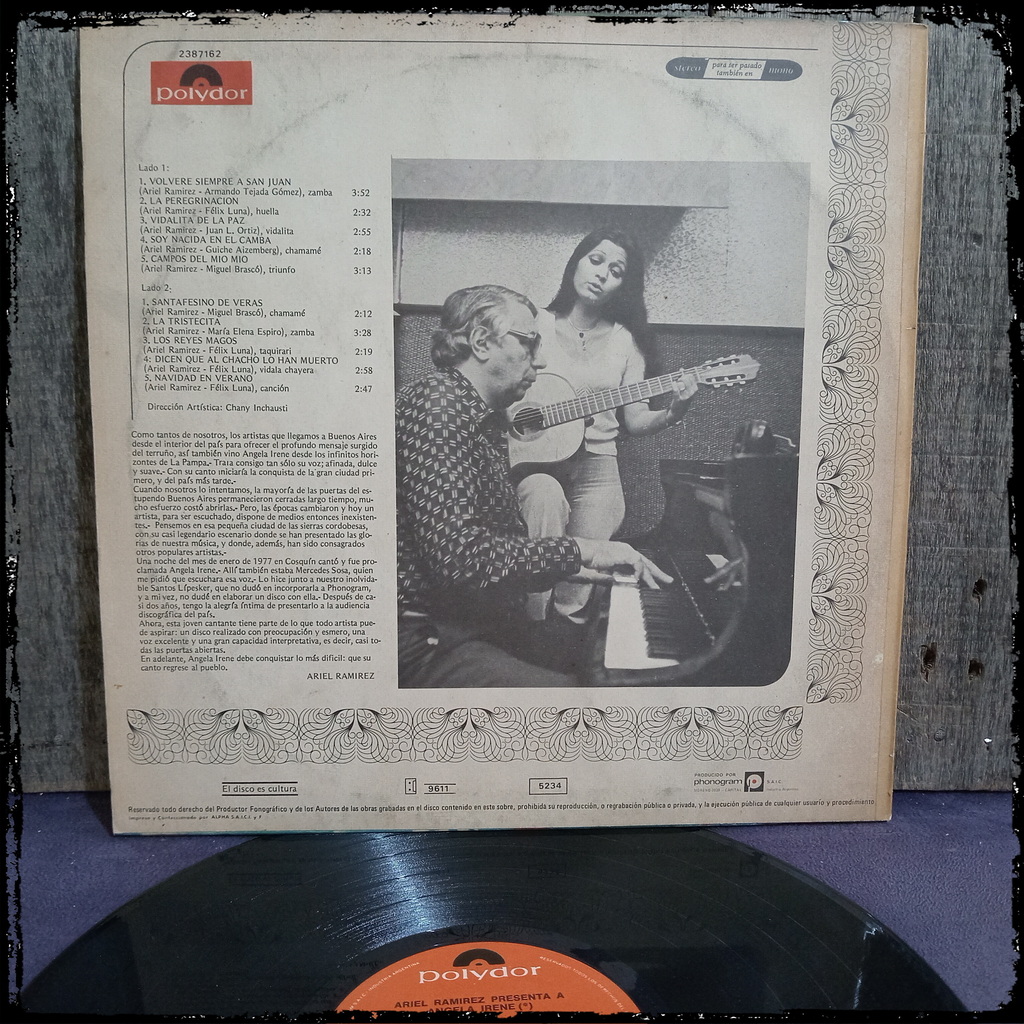 2387162
polydor
stereo para ser pasado también en mono
Lado 1:
1. VOLVERE SIEMPRE A SAN JUAN
(Ariel Ramirez - Armando Tejada Gómez), zamba 3:52
2. LA PEREGRINACION
(Ariel Ramirez - Félix Luna), huella 2:32
3. VIDALITA DE LA PAZ
(Ariel Ramirez - Juan L. Ortiz), vidalita 2:55
4. SOY NACIDA EN EL CAMBA
(Ariel Ramirez - Guiche Aizemberg), chamamé 2:18
5. CAMPOS DEL MIO MIO
(Ariel Ramirez - Miguel Brascó), triunfo 3:13
Lado 2:
1. SANTAFESINO DE VERAS
(Ariel Ramirez - Miguel Brascó), chamamé 2:12
2. LA TRISTECITA
(Ariel Ramirez - María Elena Espiro), zamba 3:28
3. LOS REYES MAGOS
(Ariel Ramirez - Félix Luna), taquirari 2:19
4: DICEN QUE AL CHACHO LO HAN MUERTO
(Ariel Ramirez - Félix Luna), vidala chayera 2:58
5. NAVIDAD EN VERANO
(Ariel Ramirez - Félix Luna), canción 2:47
Dirección Artística: Chany Inchausti
Como tantos de nosotros, los artistas que llegamos a Buenos Aires
desde el interior del país para ofrecer el profundo mensaje surgido
del terruño, así también vino Angela Irene desde los infinitos hori-
zontes de La Pampa.- Traía consigo tan sólo su voz; afinada, dulce
y suave.- Con su canto iniciaría la conquista de la gran ciudad pri-
mero, y del país más tarde.-
Cuando nosotros lo intentamos, la mayoría de las puertas del es-
tupendo Buenos Aires permanecieron cerradas largo tiempo, mu-
cho esfuerzo costó abrirlas.- Pero, las épocas cambiaron y hoy un
artista, para ser escuchado, dispone de medios entonces inexisten-
tes.- Pensemos en esa pequeña ciudad de las sierras cordobesas,
con su casi legendario escenario donde se han presentado las glo-
rias de nuestra música, y donde, además, han sido consagrados
otros populares artistas.-
Una noche del mes de enero de 1977 en Cosquín cantó y fue pro-
clamada Angela Irene.- Allí también estaba Mercedes Sosa, quien
me pidió que escuchara esa voz.- Lo hice junto a nuestro inolvida-
ble Santos Lípesker, que no dudó en incorporarla a Phonogram,
y a mi vez, no dudé en elaborar un disco con ella.- Después de ca-
si dos años, tengo la alegría íntima de presentarlo a la audiencia
discográfica del país.
Ahora, esta joven cantante tiene parte de lo que todo artista pue-
de aspirar: un disco realizado con preocupación y esmero, una
voz excelente y una gran capacidad interpretativa, es decir, casi to-
das las puertas abiertas.
En adelante, Angela Irene debe conquistar lo más difícil: que su
canto regrese al pueblo.
ARIEL RAMIREZ
El disco es cultura
9611
5234
PRODUCIDO POR
phonogram S.A.I.C.
Reservado todo derecho del Productor Fonográfico y de los Autores de las obras grabadas en el disco contenido en este sobre, prohibida su reproducción, o regrabación pública o privada, y la ejecución pública de cualquier usuario y procedimiento
Impreso y Confeccionado por ALPHA S.A.I.C.I. y F
polydor
ARIEL RAMIREZ PRESENTA A
ANGELA IRENE (*)